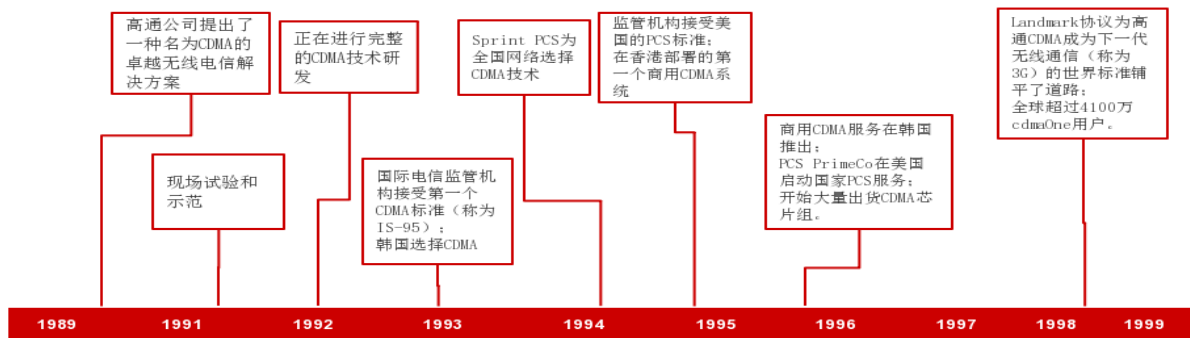 高通公司提出了
一种名为CDMA的
卓越无线电信解
决方案
现场试验和
示范
正在进行完整
的CDMA技术研
发
国际电信监管机
构接受第一个
CDMA标准（称为
IS-95）；
韩国选择CDMA
Sprint PCS为
全国网络选择
CDMA技术
监管机构接受美
国的PCS标准；
在香港部署的第
一个商用CDMA系
统
商用CDMA服务在韩国
推出；
PCS PrimeCo在美国
启动国家PCS服务；
开始大量出货CDMA芯
片组。
Landmark协议为高
通CDMA成为下一代
无线通信（称为
3G）的世界标准铺
平了道路；
全球超过4100万
cdmaOne用户。
1989 1991 1992 1993 1994 1995 1996 1997 1998 1999